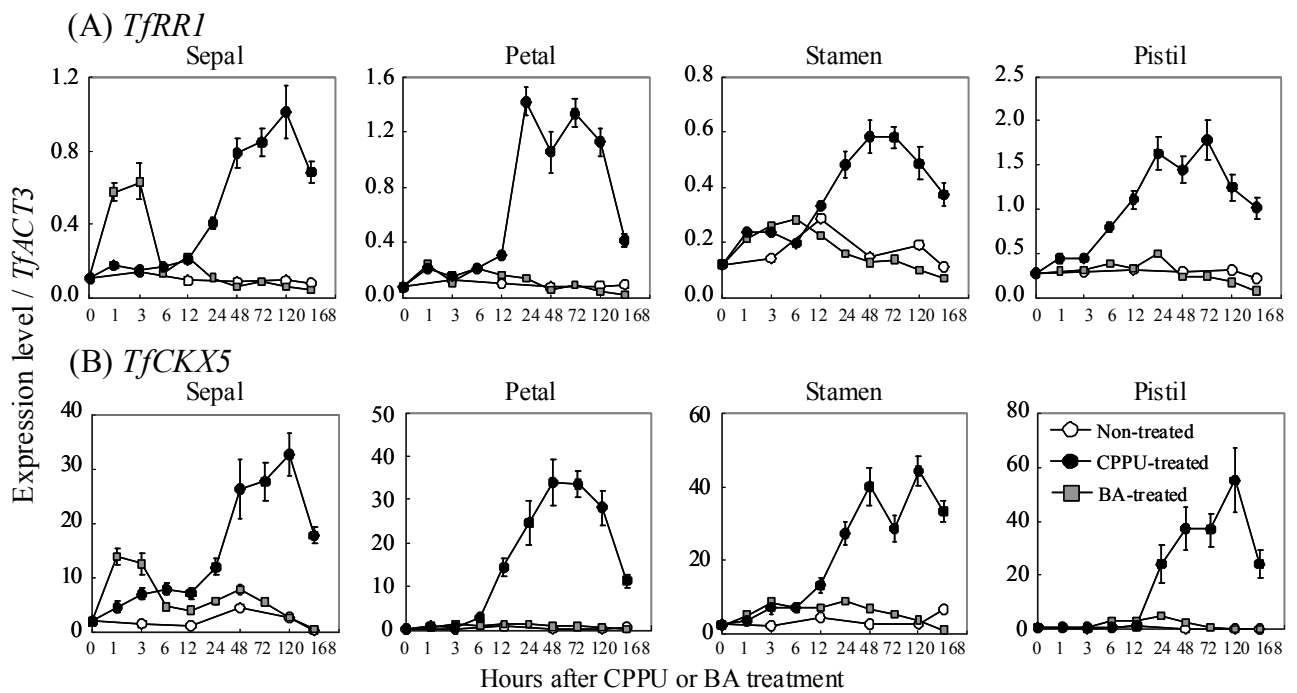 (A) TfRR1
Sepal Petal Stamen Pistil
1.2 1.6 0.8 2.5
0.8 1.2 0.6 2.0
0.4 0.8 0.4 1.5
0.0 0.4 0.2 1.0
0.0 0.0 0.5
0.0
0 1 3 6 12 24 48 72 120 168
0 1 3 6 12 24 48 72 120 168
0 1 3 6 12 24 48 72 120 168
0 1 3 6 12 24 48 72 120 168
Expression level / TfACT3
(B) TfCKX5
Sepal Petal Stamen Pistil
40 50 60 80
30 40 40 60
20 30 20 40
10 20 0 20
0 10 0
0
Non-treated
CPPU-treated
BA-treated
0 1 3 6 12 24 48 72 120 168
0 1 3 6 12 24 48 72 120 168
0 1 3 6 12 24 48 72 120 168
0 1 3 6 12 24 48 72 120 168
Hours after CPPU or BA treatment